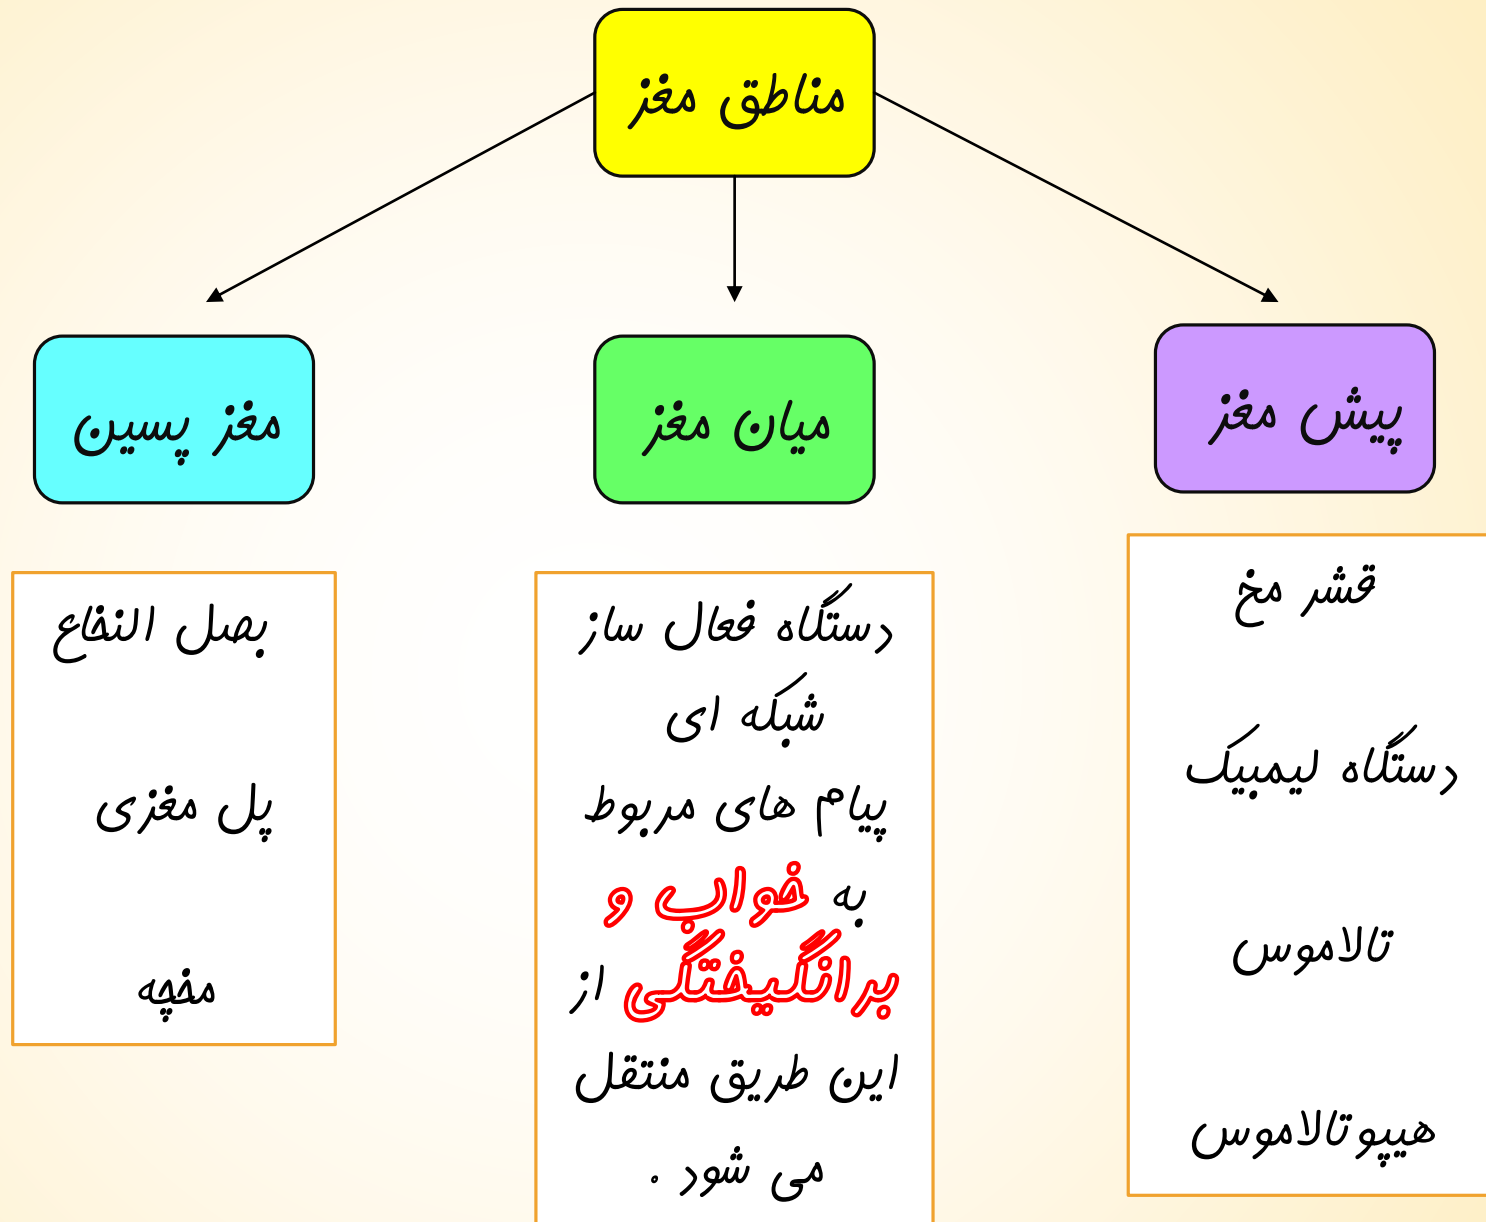 مناطق مغز
پیش مغز
میان مغز
مغز پسین
قشر مخ
دستگاه لیمبیک
تالاموس
هیپوتالاموس
دستگاه فعال ساز
شبکه ای
پیام های مربوط
به خواب و
برانگیختگی از
این طریق منتقل
می شود .
بصل النخاع
پل مغزی
مخچه